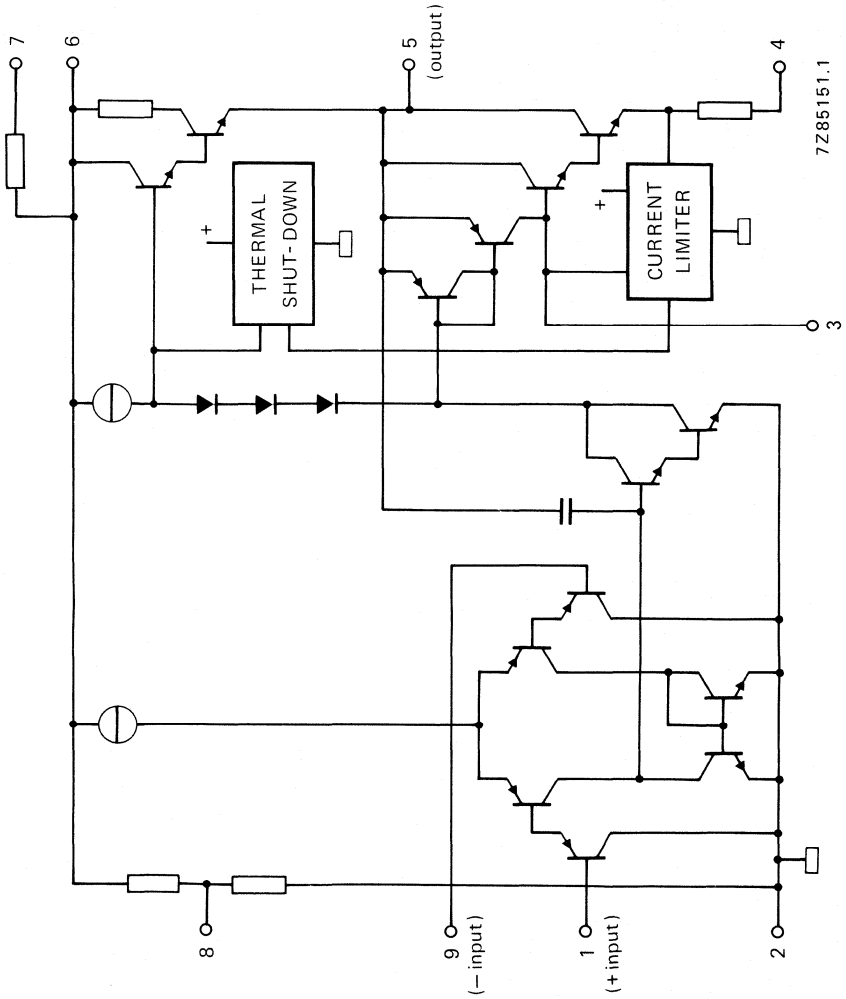 7
6
5
(output)
4
7Z85151.1
+
THERMAL
SHUT-DOWN
+
CURRENT
LIMITER
3
8
9
(− input)
1
(+ input)
2